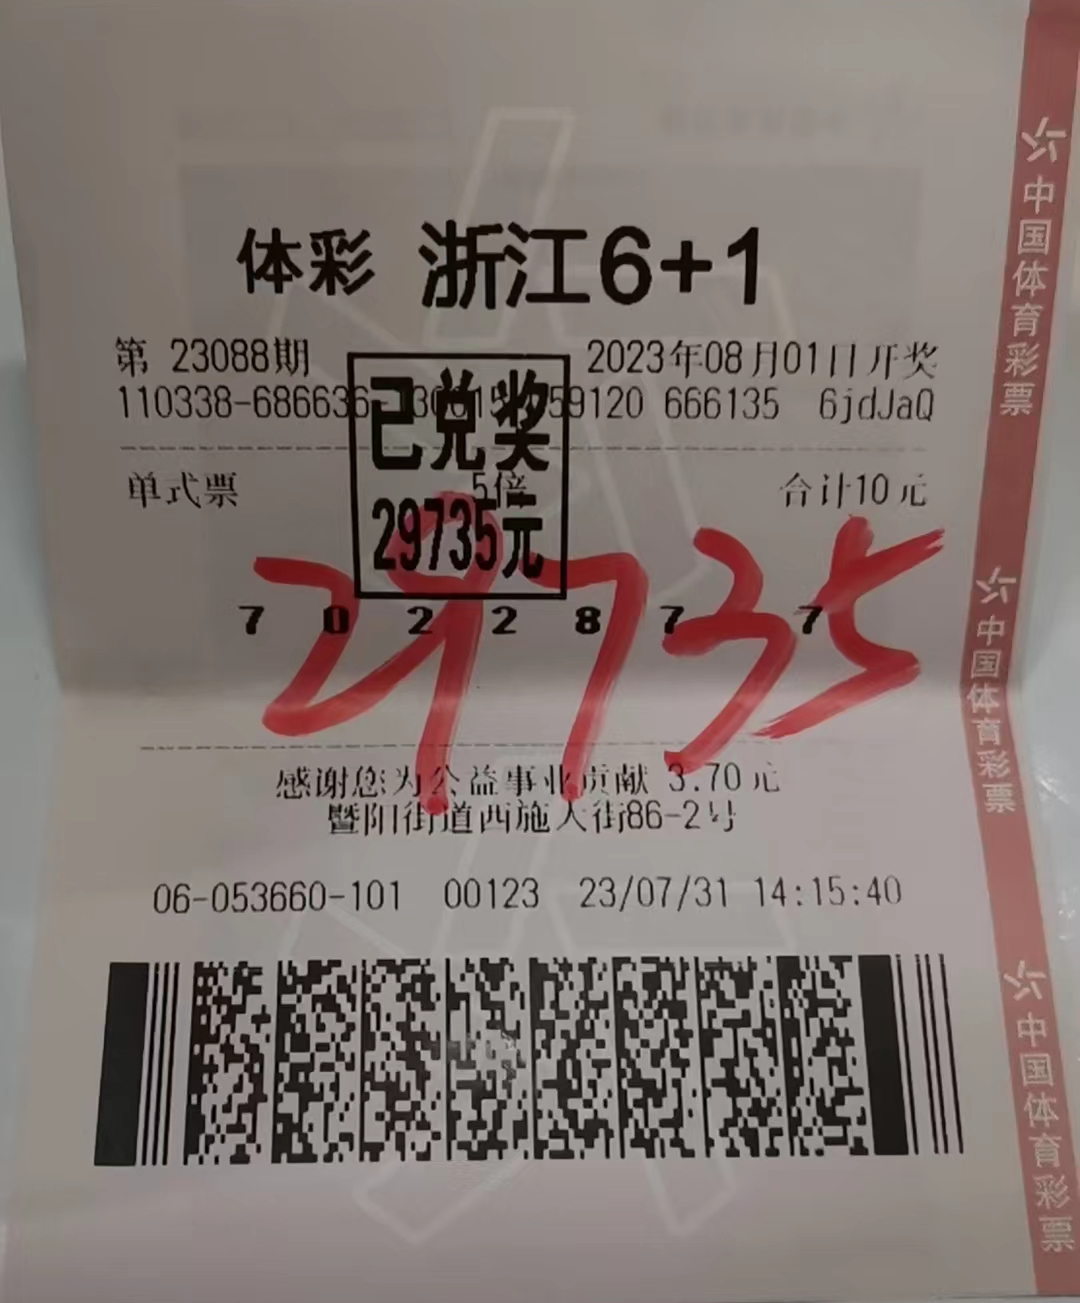 体彩 浙江6+1
第 23088期 2023年08月01日开奖
110338-686636- 59120 666135 6jdJaQ
已兑奖
单式票 5倍 合计10元
29735元
29735
7 0 2 2 8 7 7
感谢您为公益事业贡献 3.70元
暨阳街道西施大街86-2号
06-053660-101 00123 23/07/31 14:15:40
中国体育彩票
中国体育彩票
中国体育彩票